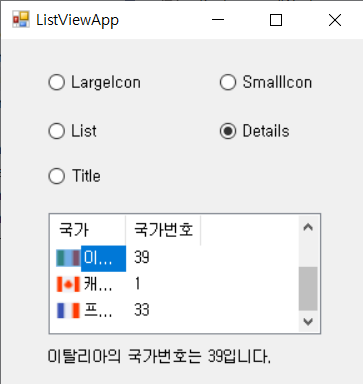 ListViewApp
LargeIcon SmallIcon
List Details
Title
국가 국가번호
이... 39
캐... 1
프... 33
이탈리아의 국가번호는 39입니다.